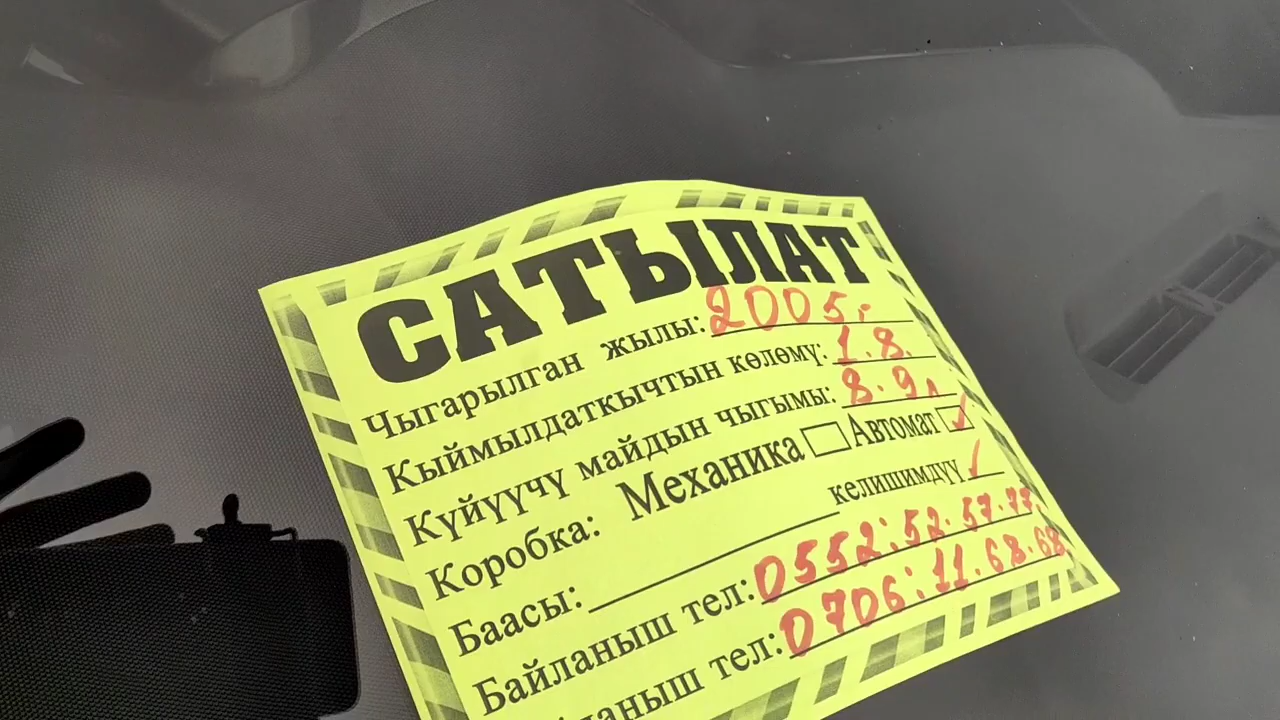 САТЫЛАТ
Чыгарылган жылы: 2005г
Кыймылдаткычтын көлөмү: 1.8.
Күйүүчү майдын чыгымы: 8.9л
Коробка: Механика Автомат ✓
Баасы: келишимдүү ✓
Байланыш тел: 0552:52.57.77.
тел: 0706:11.68.68